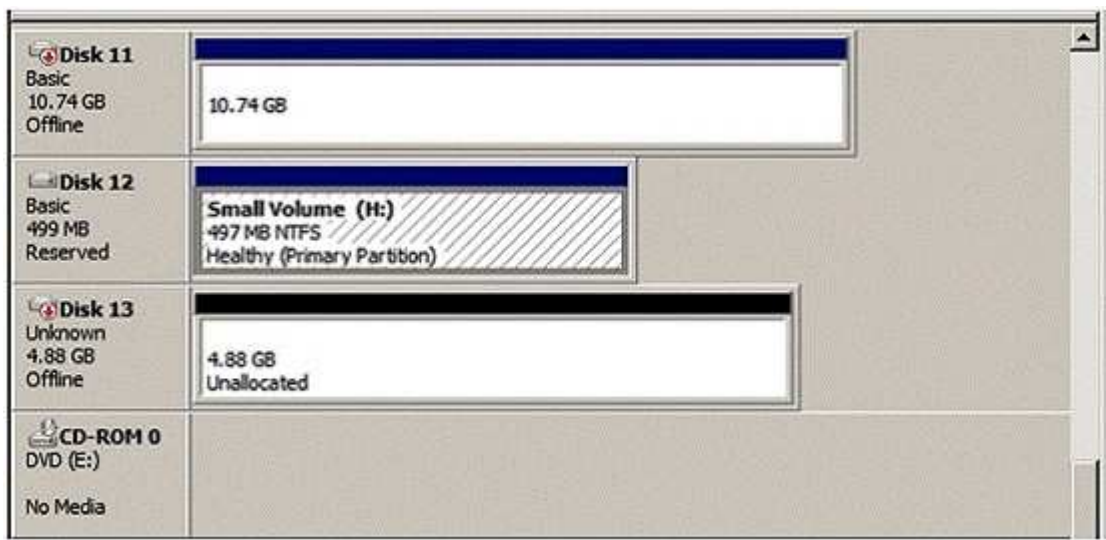 Disk 11
Basic
10.74 GB
Offline
10.74 GB
Disk 12
Basic
499 MB
Reserved
Small Volume (H:)
497 MB NTFS
Healthy (Primary Partition)
Disk 13
Unknown
4.88 GB
Offline
4.88 GB
Unallocated
CD-ROM 0
DVD (E:)
No Media